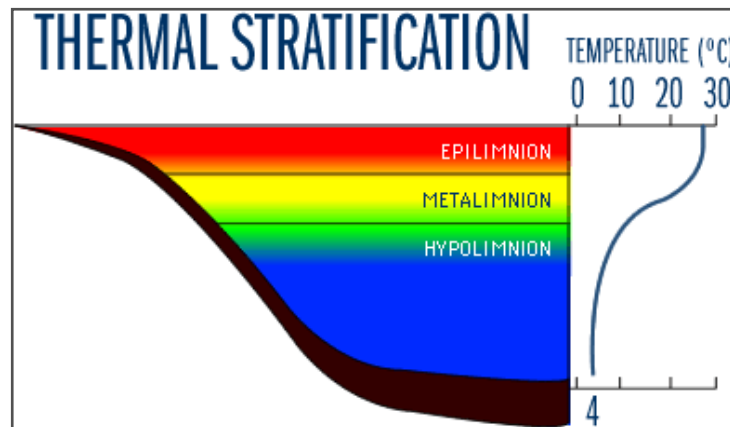 THERMAL STRATIFICATION
TEMPERATURE (°C)
0 10 20 30
EPILIMNION
METALIMNION
HYPOLIMNION
4